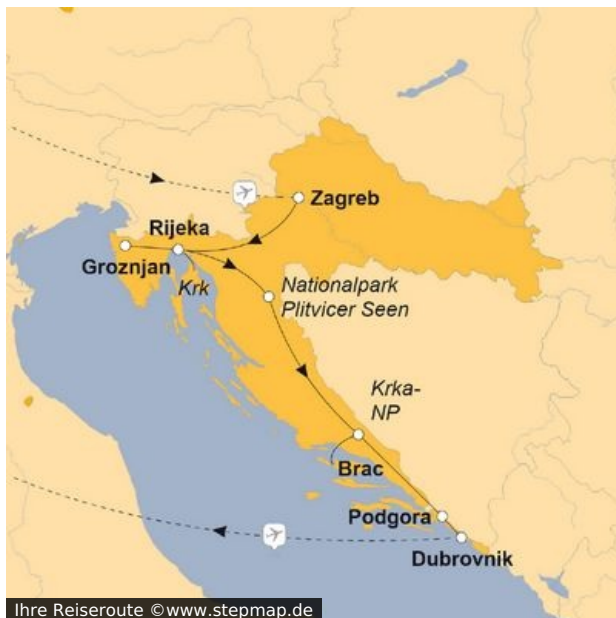 Zagreb
Rijeka
Groznjan
Krk
Nationalpark
Plitvicer Seen
Krka-
NP
Brac
Podgora
Dubrovnik
Ihre Reiseroute ©www.stepmap.de